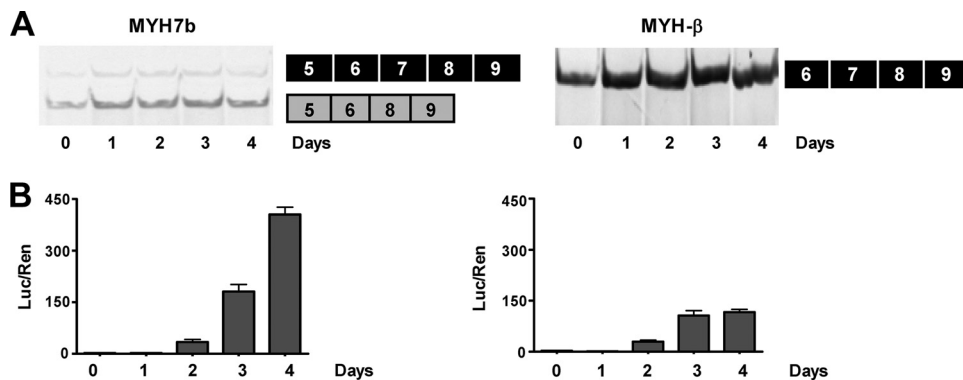 A
MYH7b
5 6 7 8 9
5 6 8 9
0 1 2 3 4 Days
MYH-β
6 7 8 9
0 1 2 3 4 Days
B
Luc/Ren
450
300
150
0
0 1 2 3 4 Days
Luc/Ren
450
300
150
0
0 1 2 3 4 Days